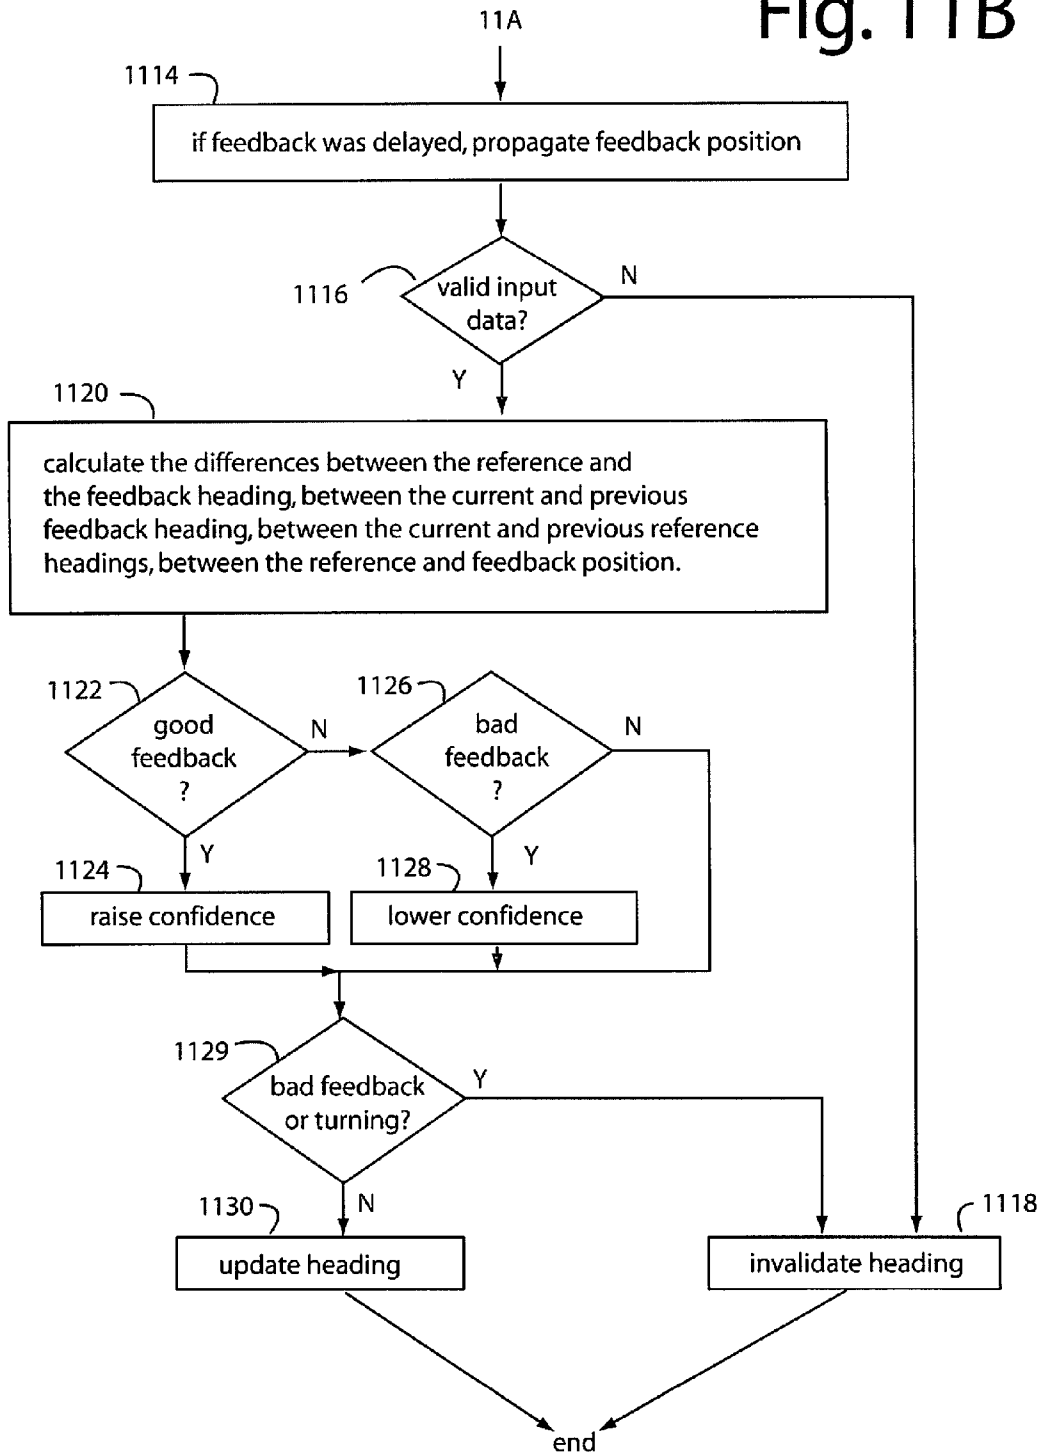 Fig. 11B
11A
1114
if feedback was delayed, propagate feedback position
1116
valid input
data?
N
Y
1120
calculate the differences between the reference and
the feedback heading, between the current and previous
feedback heading, between the current and previous reference
headings, between the reference and feedback position.
1122
good
feedback
?
N
1126
bad
feedback
?
N
Y
Y
1124
raise confidence
1128
lower confidence
1129
bad feedback
or turning?
Y
N
1130
update heading
1118
invalidate heading
end